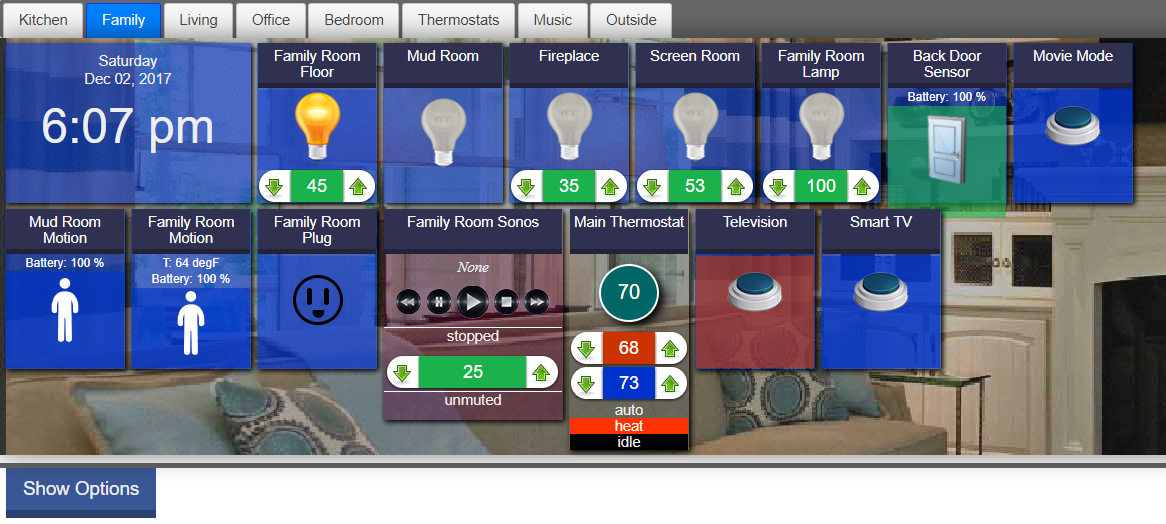 Kitchen
Family
Living
Office
Bedroom
Thermostats
Music
Outside
Saturday
Dec 02, 2017
6:07 pm
Family Room
Floor
45
Mud Room
Fireplace
35
Screen Room
53
Family Room
Lamp
100
Back Door
Sensor
Battery: 100 %
Movie Mode
Mud Room
Motion
Battery: 100 %
Family Room
Motion
T: 64 degF
Battery: 100 %
Family Room
Plug
Family Room Sonos
None
stopped
25
unmuted
Main Thermostat
70
68
73
auto
heat
idle
Television
Smart TV
Show Options